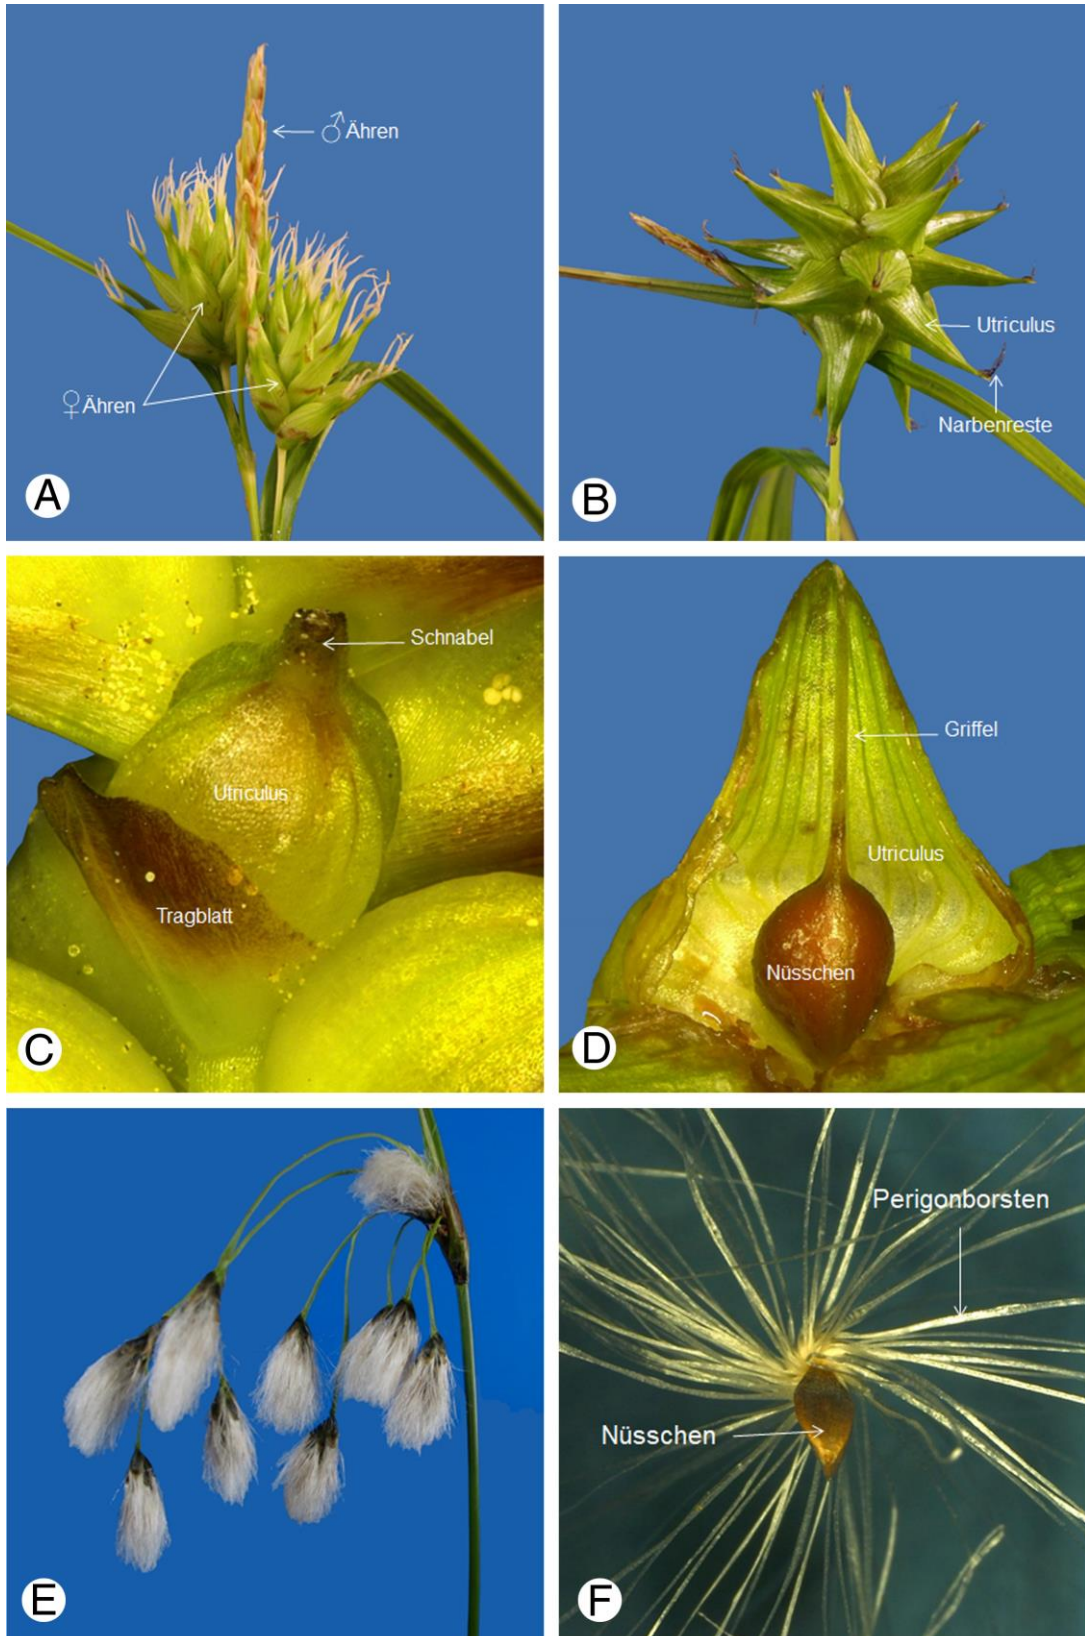 ♂Ähren
♀Ähren
A
Utriculus
Narbenreste
B
Schnabel
Utriculus
Tragblatt
C
Griffel
Utriculus
Nüsschen
D
E
Perigonborsten
Nüsschen
F